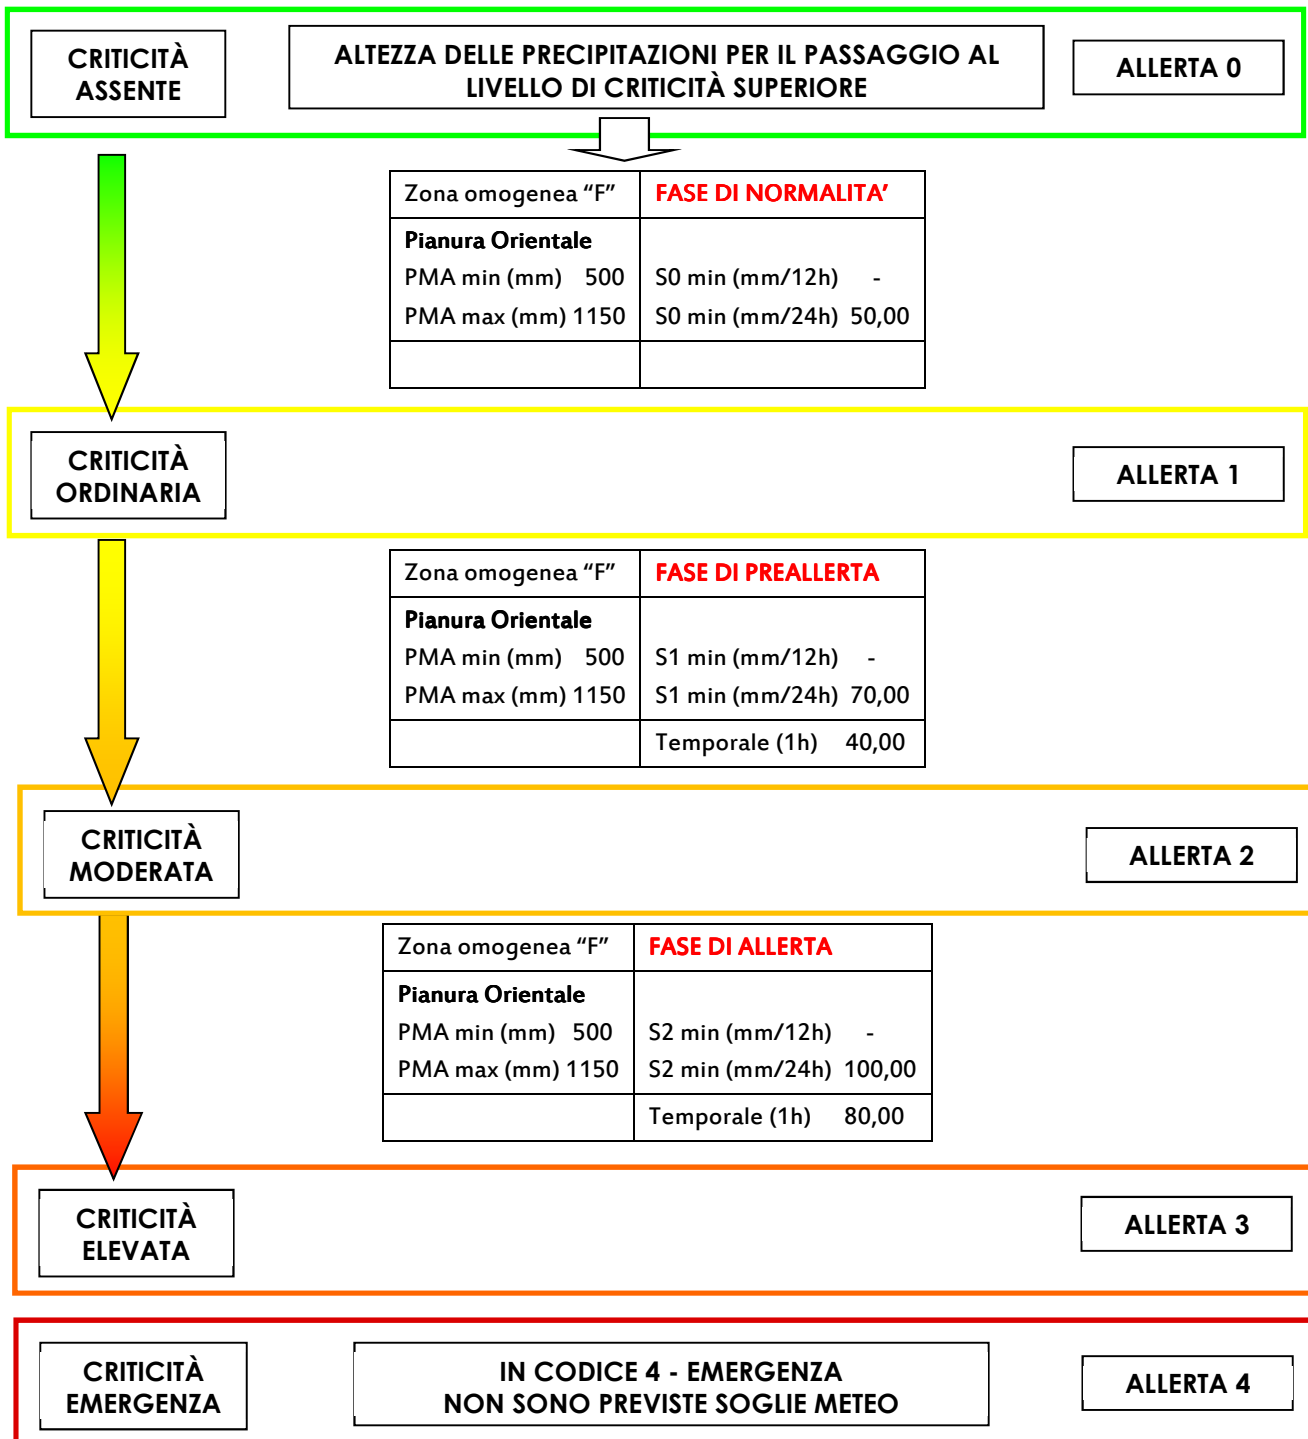 CRITICITÀ
ASSENTE
ALTEZZA DELLE PRECIPITAZIONI PER IL PASSAGGIO AL
LIVELLO DI CRITICITÀ SUPERIORE
ALLERTA 0
Zona omogenea “F” FASE DI NORMALITA’
Pianura Orientale
PMA min (mm) 500 S0 min (mm/12h) -
PMA max (mm) 1150 S0 min (mm/24h) 50,00
CRITICITÀ
ORDINARIA
ALLERTA 1
Zona omogenea “F” FASE DI PREALLERTA
Pianura Orientale
PMA min (mm) 500 S1 min (mm/12h) -
PMA max (mm) 1150 S1 min (mm/24h) 70,00
Temporale (1h) 40,00
CRITICITÀ
MODERATA
ALLERTA 2
Zona omogenea “F” FASE DI ALLERTA
Pianura Orientale
PMA min (mm) 500 S2 min (mm/12h) -
PMA max (mm) 1150 S2 min (mm/24h) 100,00
Temporale (1h) 80,00
CRITICITÀ
ELEVATA
ALLERTA 3
CRITICITÀ
EMERGENZA
IN CODICE 4 - EMERGENZA
NON SONO PREVISTE SOGLIE METEO
ALLERTA 4